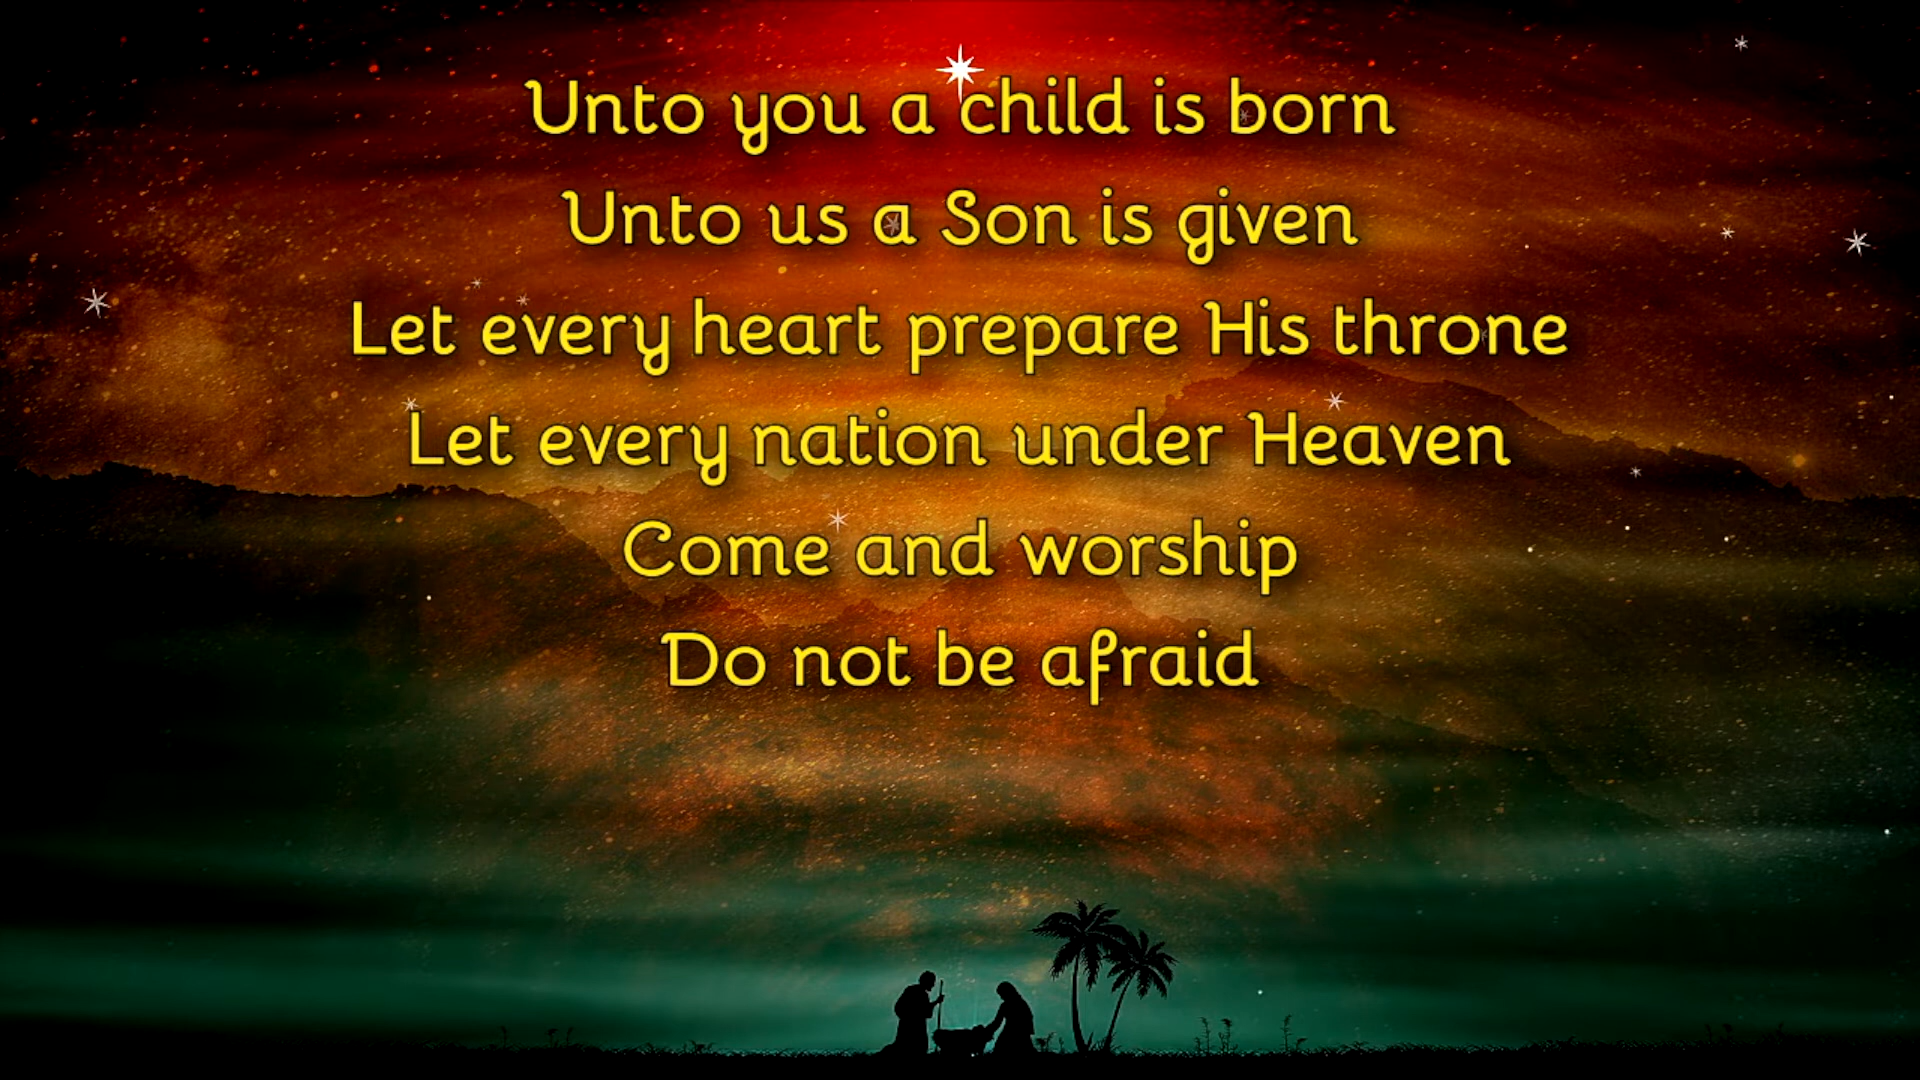 Unto you a child is born
Unto us a Son is given
Let every heart prepare His throne
Let every nation under Heaven
Come and worship
Do not be afraid